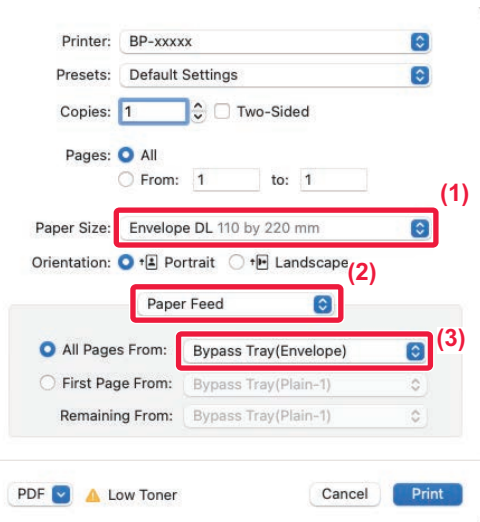 Printer: BP-xxxxx
Presets: Default Settings
Copies: 1 Two-Sided
Pages: All
From: 1 to: 1
(1)
Paper Size: Envelope DL 110 by 220 mm
Orientation: Portrait Landscape
(2)
Paper Feed
(3)
All Pages From: Bypass Tray(Envelope)
First Page From: Bypass Tray(Plain-1)
Remaining From: Bypass Tray(Plain-1)
PDF Low Toner Cancel Print